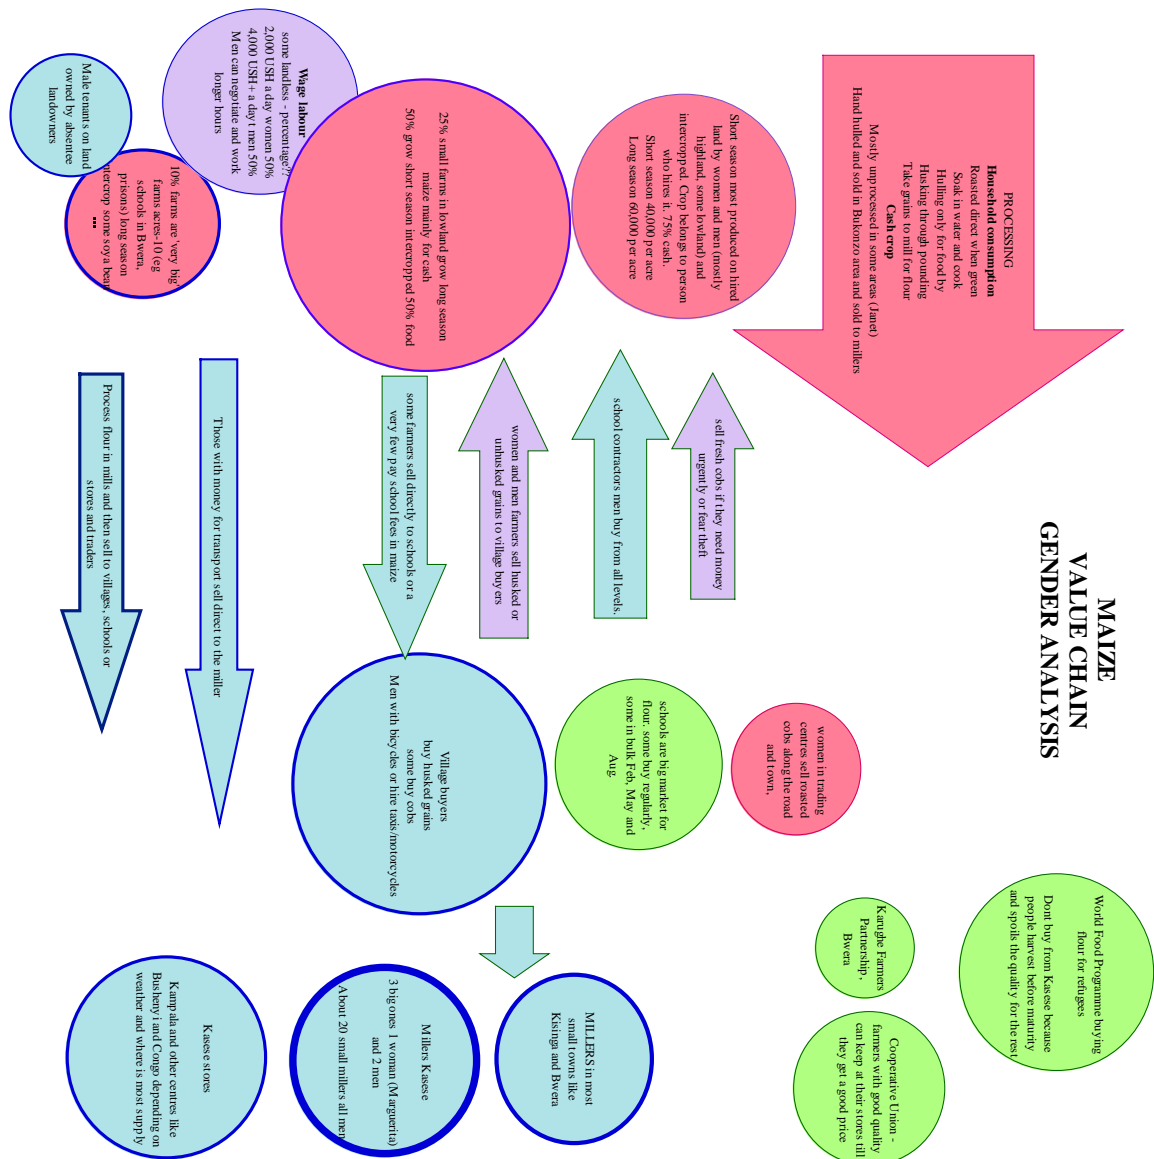 MAIZE
VALUE CHAIN
GENDER ANALYSIS
PROCESSING
Household consumption
Roasted direct when green
Soak in water and cook
Hulling only for food by
Husking through pounding
Take grains to mill for flour
Cash crop
Mostly unprocessed in some areas (Janet)
Hand hulled and sold in Bukonzo area and sold to millers
Short season most produced on hired
land by women and men (mostly
highland, some lowland) and
intercropped. Crop belongs to person
who hires it. 75% cash.
Short season 40,000 per acre
Long season 60,000 per acre
25% small farms in lowland grow long season
maize mainly for cash
50% grow short season intercropped 50% food
Wage labour
some landless - percentage??
2,000 USH a day women 50%
4,000 USH+ a dayt men 50%
Men can negotiate and work
longer hours
10% farms are 'very big'
farms acres-10 (eg
schools in Bwera,
prisons) long season
ntercrop some soya bean
...
Male tenants on land
owned by absentee
landowners
sell fresh cobs if they need money
urgently or fear theft
school contractors men buy from all levels.
women and men farmers sell husked or
unhusked grains to village buyers
some farmers sell directly to schools or a
very few pay school fees in maize
Those with money for transport sell direct to the miller
Process flour in mills and then sell to villages, schools or
stores and traders
women in trading
centres sell roasted
cobs along the road
and town,
schools are big market for
flour. some buy regularly,
some in bulk Feb, May and
Aug.
Village buyers
buy husked grains
some buy cobs
Men with bicycles or hire taxis/motorcycles
World Food Programme buying
flour for refugees
Dont buy from Kasese because
people harvest before maturity
and spoils the quality for the rest
Karughe Farmers
Partnership,
Bwera
Cooperative Union -
farmers with good quality
can keep at their stores till
they get a good price
MILLERS in most
small towns like
Kisinga and Bwera
Millers Kasese
3 big ones 1 woman (Marguerita)
and 2 men
About 20 small millers all men
Kasese stores
Kampala and other centres like
Bushenyi and Congo depending on
weather and where is most supply